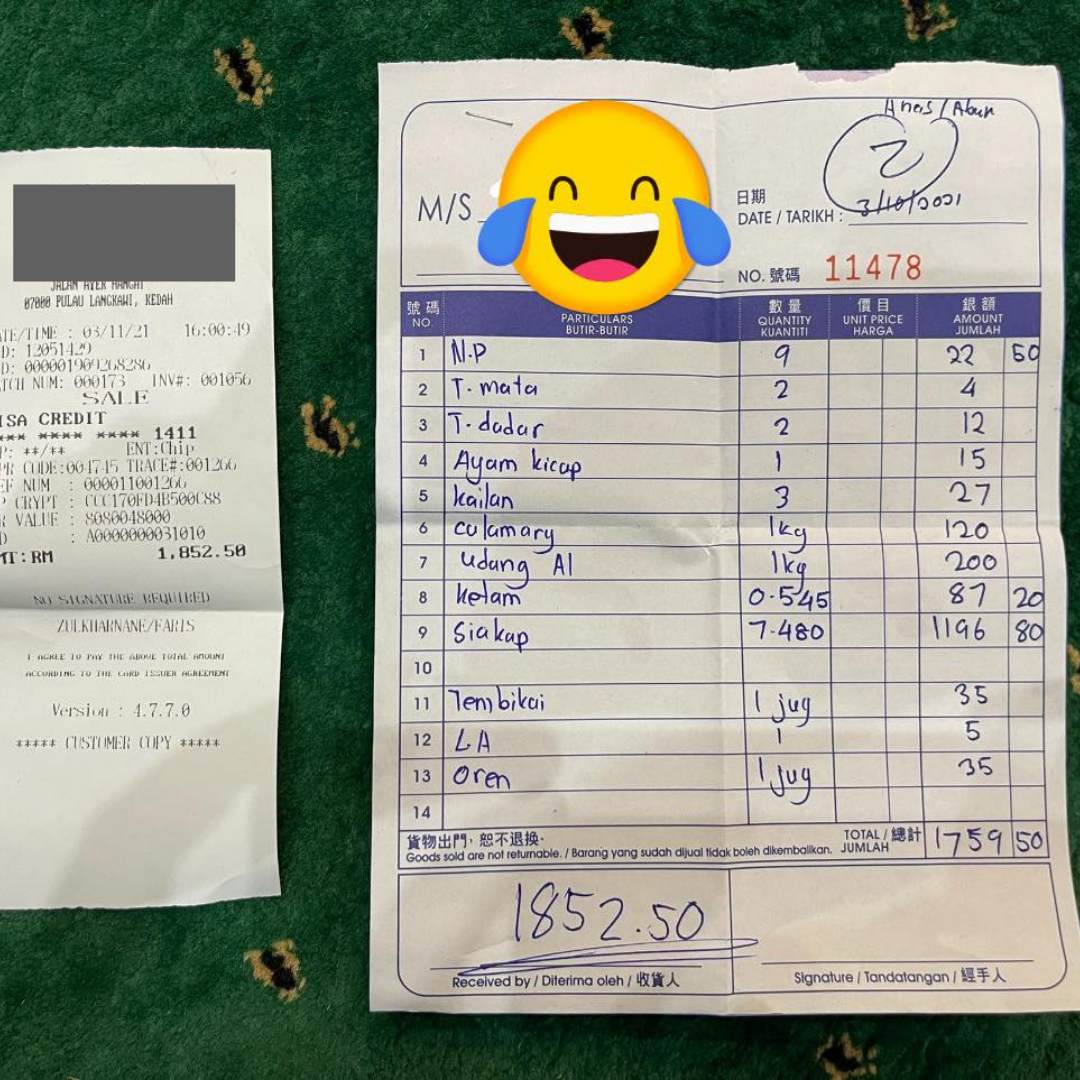 JALAN AYER HANGAT
07000 PULAU LANGKAWI, KEDAH
ATE/TIME : 03/11/21 16:00:49
D: 12051429
D: 000001909268286
ATCH NUM: 000173 INV#: 001056
SALE
ISA CREDIT
*** **** **** 1411
P: **/** ENT:Chip
PR CODE:004745 TRACE#:001266
EF NUM : 000011001266
P CRYPT : CCC170FD4B500C88
R VALUE : 8080048000
D : A0000000031010
MT:RM 1,852.50
NO SIGNATURE REQUIRED
ZULKHARNANE/FARIS
I AGREE TO PAY THE ABOVE TOTAL AMOUNT
ACCORDING TO THE CARD ISSUER AGREEMENT
Version : 4.7.7.0
***** CUSTOMER COPY *****
2
M/S
日期
DATE / TARIKH : 3/10/2021
NO. 號碼 11478
號碼 數量 價目 銀額
NO. PARTICULARS QUANTITY UNIT PRICE AMOUNT
BUTIR-BUTIR KUANTITI HARGA JUMLAH
1 N.P 9 22 50
2 T. mata 2 4
3 T. dadar 2 12
4 Ayam kicap 1 15
5 kailan 3 27
6 culamary 1kg 120
7 udang A1 1kg 200
8 ketam 0.545 87 20
9 siakap 7.480 1196 80
10
11 Tembikai 1 jug 35
12 LA 1 5
13 oren 1 jug 35
14
貨物出門，恕不退換. TOTAL / 總計 1759 50
Goods sold are not returnable. / Barang yang sudah dijual tidak boleh dikembalikan. JUMLAH
1852.50
Received by / Diterima oleh / 收貨人 Signature / Tandatangan / 經手人